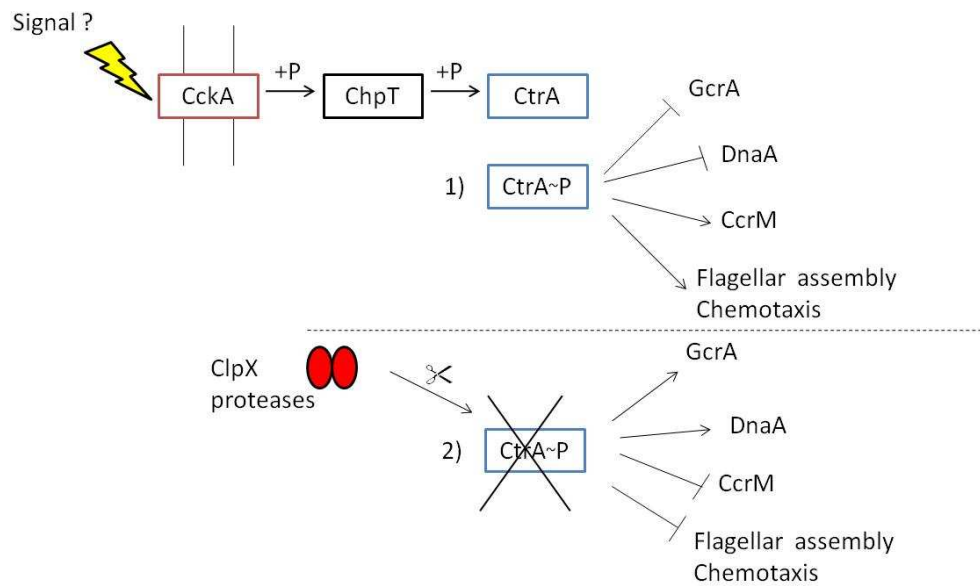 Signal ?
CckA
+P
ChpT
+P
CtrA
1)
CtrA~P
GcrA
DnaA
CcrM
Flagellar assembly
Chemotaxis
ClpX
proteases
2)
CtrA~P
GcrA
DnaA
CcrM
Flagellar assembly
Chemotaxis